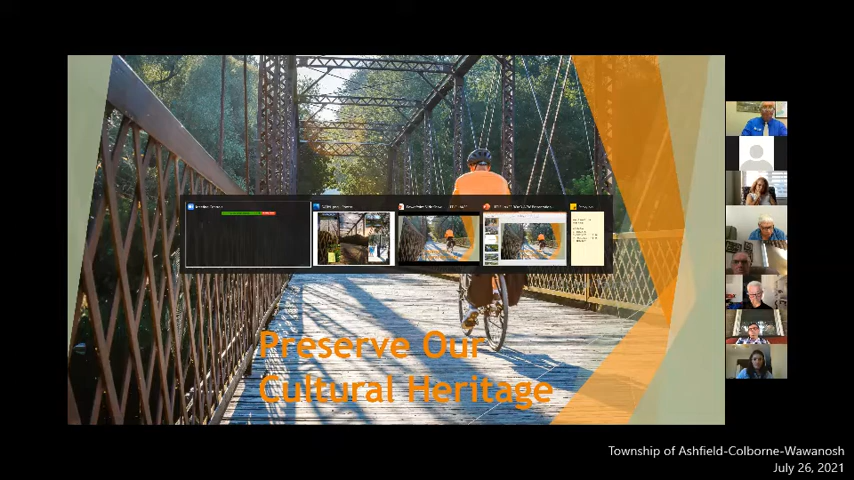 Preserve Our
Cultural Heritage
Township of Ashfield-Colborne-Wawanosh
July 26, 2021